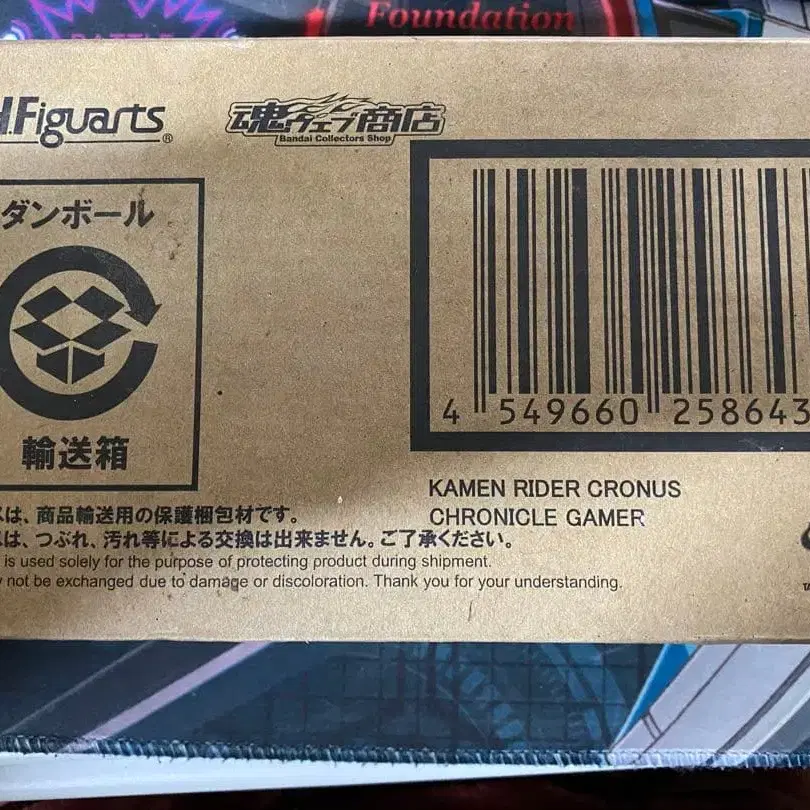 BATTLE
Foundation
.H.Figuarts®
魂ウェブ商店
Bandai Collectors Shop
ダンボール
輸送箱
4 549660 258643
KAMEN RIDER CRONUS
CHRONICLE GAMER
は、商品輸送用の保護梱包材です。
は、つぶれ、汚れ等による交換は出来ません。ご了承ください。
is used solely for the purpose of protecting product during shipment.
not be exchanged due to damage or discoloration. Thank you for your understanding.